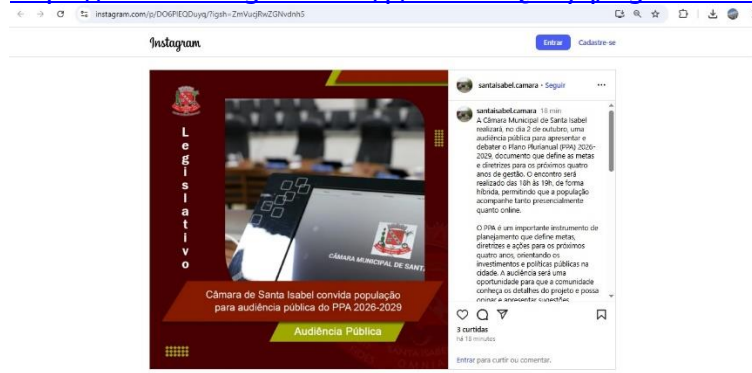 instagram.com/p/DO6PlEQDuyq/?igsh=ZmVucjRwZGNvdnh5
Instagram
Entrar
Cadastre-se
Legislativo
CÂMARA MUNICIPAL DE SANT
Câmara de Santa Isabel convida população
para audiência pública do PPA 2026-2029
Audiência Pública
santaisabel.camara • Seguir
santaisabel.camara 18 min
A Câmara Municipal de Santa Isabel
realizará, no dia 2 de outubro, uma
audiência pública para apresentar e
debater o Plano Plurianual (PPA) 2026-
2029, documento que define as metas
e diretrizes para os próximos quatro
anos de gestão. O encontro será
realizado das 18h às 19h, de forma
híbrida, permitindo que a população
acompanhe tanto presencialmente
quanto online.
O PPA é um importante instrumento de
planejamento que define metas,
diretrizes e ações para os próximos
quatro anos, orientando os
investimentos e políticas públicas na
cidade. A audiência será uma
oportunidade para que a comunidade
conheça os detalhes do projeto e possa
opinar e apresentar sugestões
3 curtidas
há 18 minutos
Entrar para curtir ou comentar.